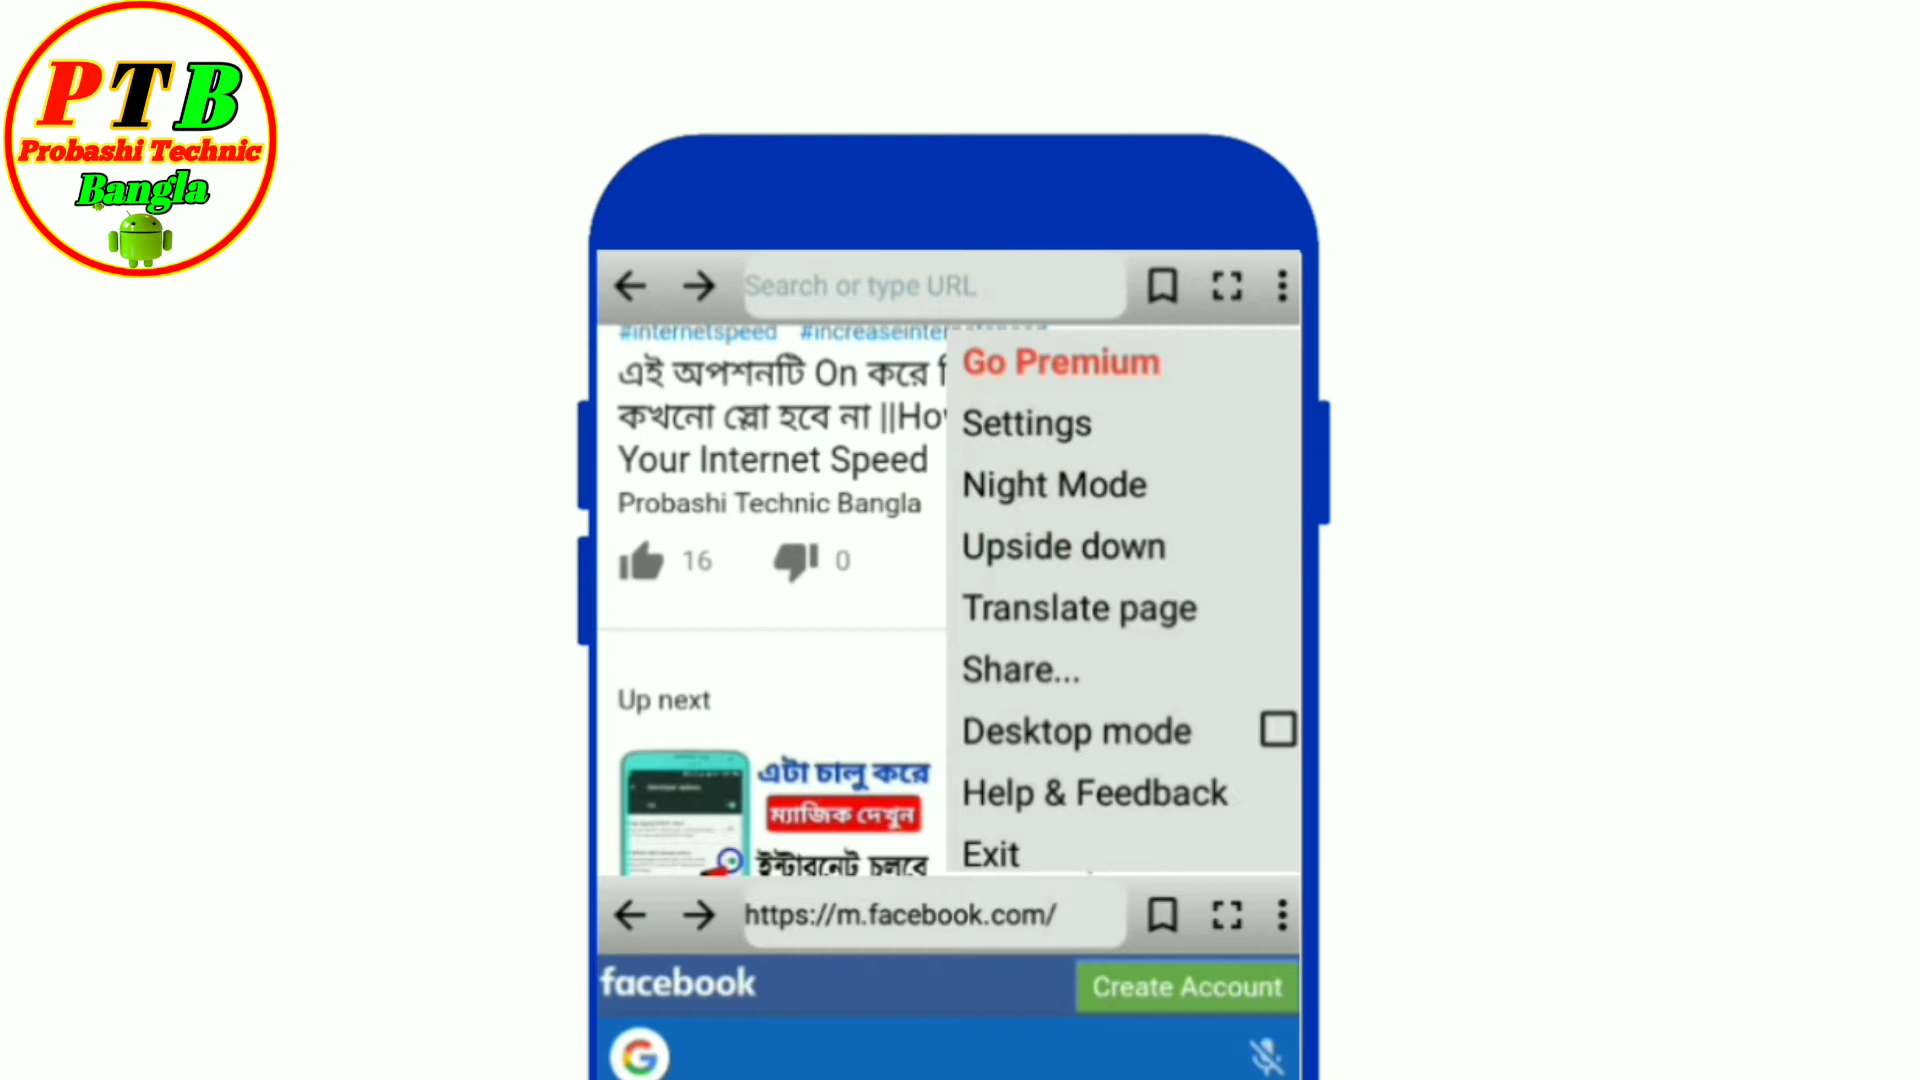 PTB
Probashi Technic
Bangla
Search or type URL
#internetspeed
এই অপশনটি On করে
কখনো স্লো হবে না ||How
Your Internet Speed
Probashi Technic Bangla
16 0
Up next
এটা চালু করে
ম্যাজিক দেখুন
ইন্টারনেট চলবে
Go Premium
Settings
Night Mode
Upside down
Translate page
Share...
Desktop mode
Help & Feedback
Exit
https://m.facebook.com/
facebook
Create Account
G